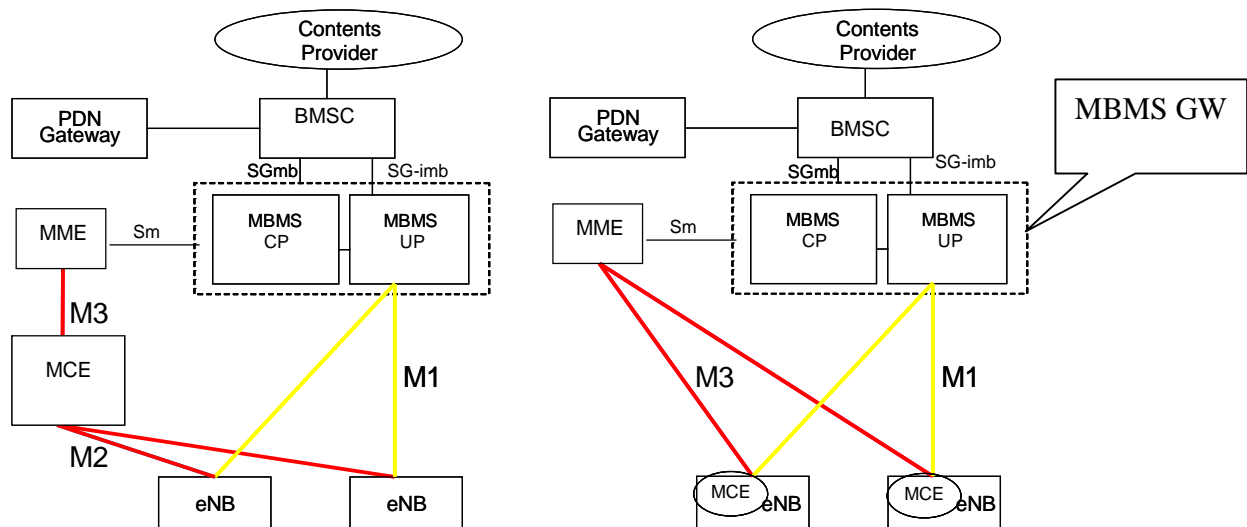 Contents
Provider
PDN
Gateway
BMSC
SGmb
SG-imb
MBMS
CP
MBMS
UP
MME
Sm
M3
MCE
M1
M2
eNB
eNB
Contents
Provider
MBMS GW
PDN
Gateway
BMSC
SGmb
SG-imb
MBMS
CP
MBMS
UP
MME
Sm
M3
M1
MCE
eNB
MCE
eNB